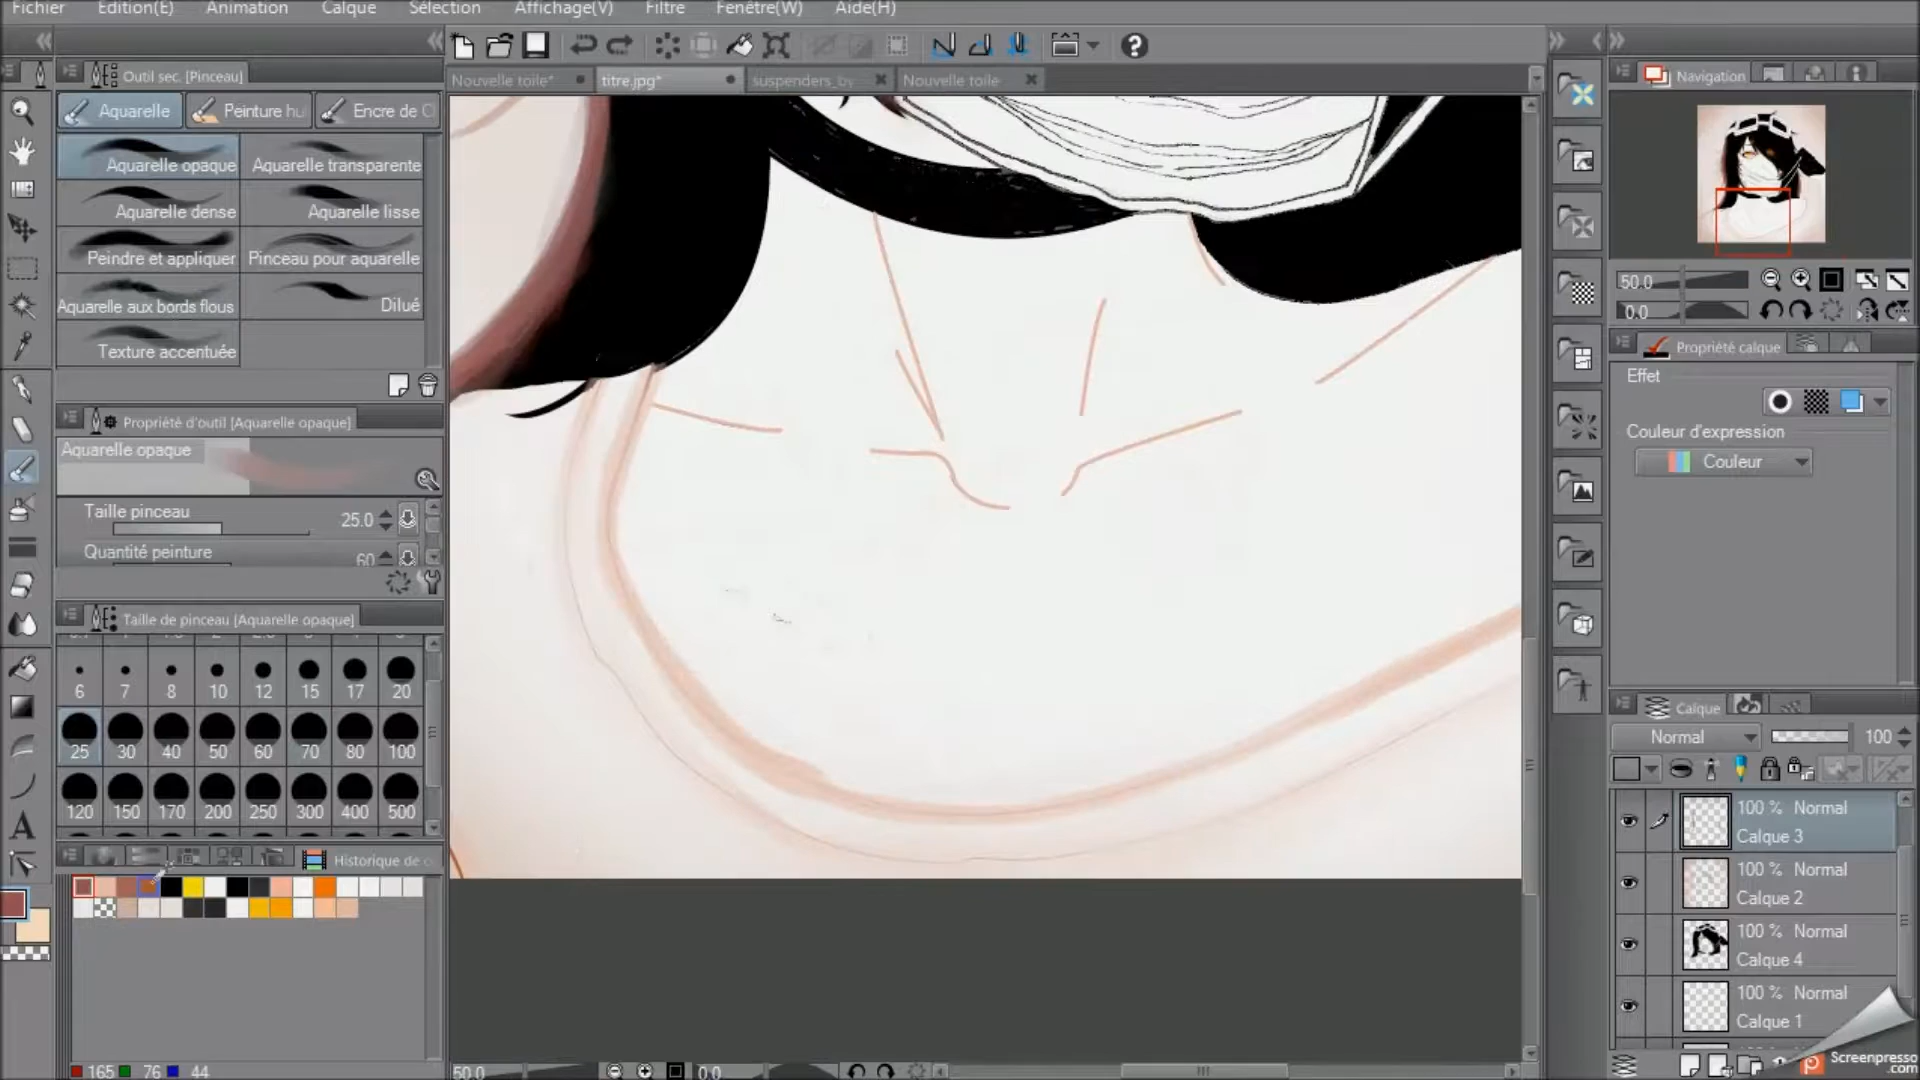 Fichier Edition(E) Animation Calque Sélection Affichage(V) Filtre Fenêtre(W) Aide(H)
Outil sec. [Pinceau]
Aquarelle Peinture hu Encre de C
Aquarelle opaque Aquarelle transparente
Aquarelle dense Aquarelle lisse
Peindre et appliquer Pinceau pour aquarelle
Aquarelle aux bords flous Dilué
Texture accentuée
Propriété d'outil [Aquarelle opaque]
Aquarelle opaque
Taille pinceau 25.0
Quantité peinture 60
Taille de pinceau [Aquarelle opaque]
6 7 8 10 12 15 17 20
25 30 40 50 60 70 80 100
120 150 170 200 250 300 400 500
Historique de c
165 76 44
Nouvelle toile* titre.jpg* suspenders_by Nouvelle toile
50.0 0.0
Navigation
50.0
0.0
Propriété calque
Effet
Couleur d'expression
Couleur
Calque
Normal 100
100 % Normal
Calque 3
100 % Normal
Calque 2
100 % Normal
Calque 4
100 % Normal
Calque 1
Screenpresso
.com